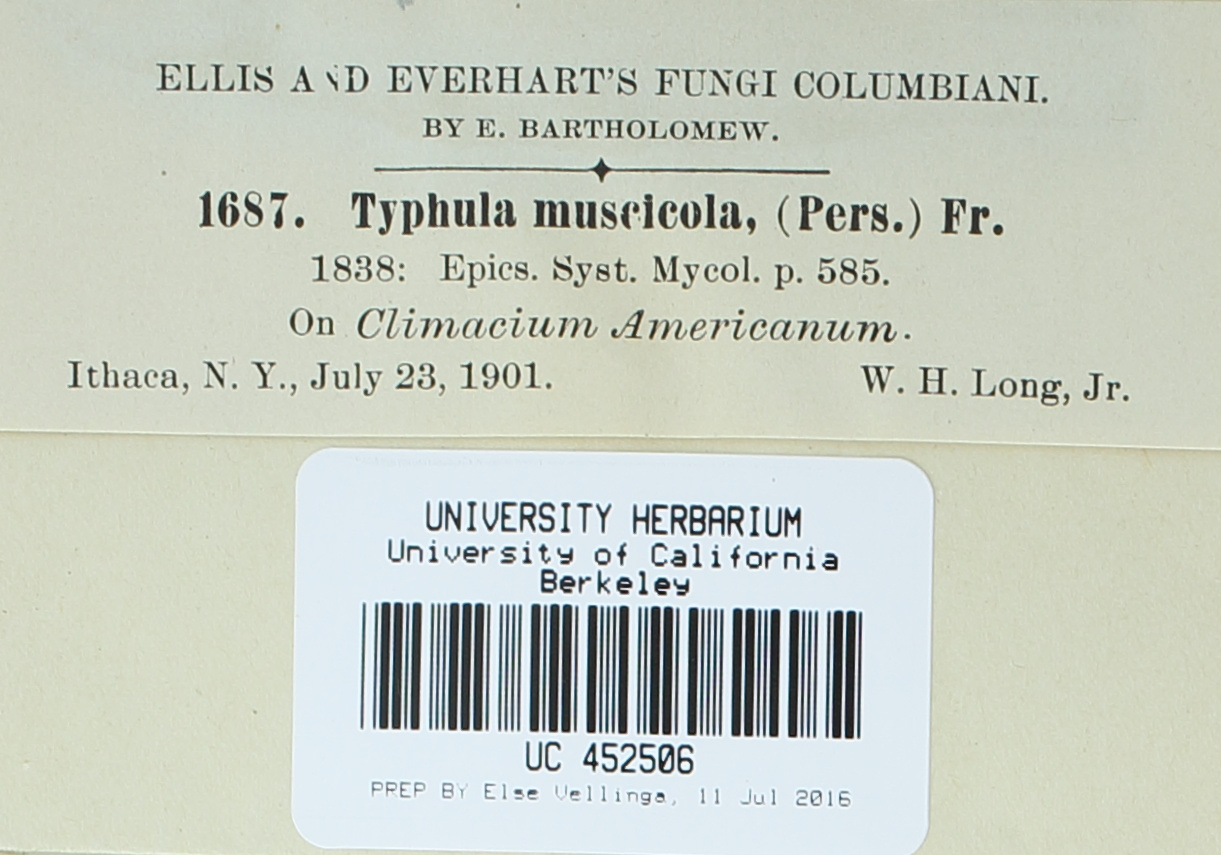 ELLIS AND EVERHART'S FUNGI COLUMBIANI.
BY E. BARTHOLOMEW.
1687. Typhula muscicola, (Pers.) Fr.
1838: Epics. Syst. Mycol. p. 585.
On Climacium Americanum.
Ithaca, N. Y., July 23, 1901. W. H. Long, Jr.
UNIVERSITY HERBARIUM
University of California
Berkeley
UC 452506
PREP BY Else Vellinga, 11 Jul 2016